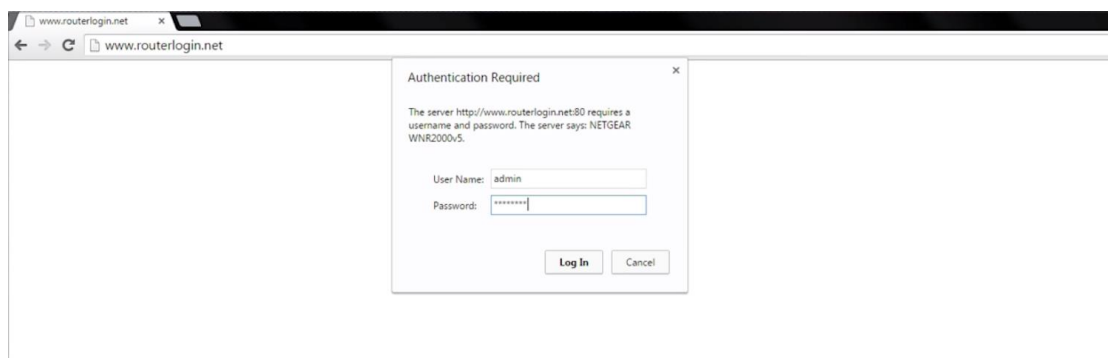 www.routerlogin.net
www.routerlogin.net
Authentication Required
The server http://www.routerlogin.net:80 requires a
username and password. The server says: NETGEAR
WNR2000v5.
User Name: admin
Password: ********
Log In Cancel